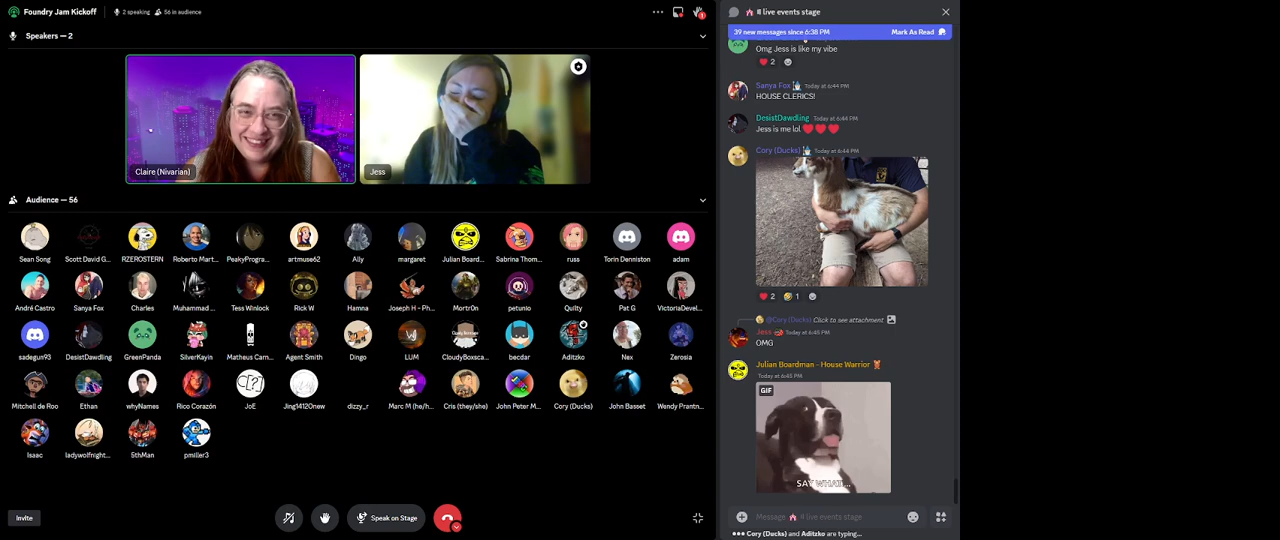 Foundry Jam Kickoff
2 speaking
56 in audience
1
Speakers — 2
Claire (Nivarian)
Jess
Audience — 56
Sean Song
Scott David G...
RZEROSTERN
Roberto Mart...
PeakyProgra...
artmuse62
Ally
margaret
Julian Board...
Sabrina Thom...
russ
Torin Denniston
adam
André Castro
Sanya Fox
Charles
Muhammad ...
Tess Winlock
Rick W
Hamna
Joseph H - Ph...
Mortr0n
petunio
Quilty
Pat G
VictoriaDevel...
sadegun93
DesistDawdling
GreenPanda
SilverKayin
Matheus Cam...
Agent Smith
Dingo
LUM
CloudyBoxsca...
becdar
Aditzko
Nex
Zerosia
Mitchell de Roo
Ethan
whyNames
Rico Corazón
JoE
Jing1412Onew
dizzy_r
Marc M (he/h...
Cris (they/she)
John Peter M...
Cory (Ducks)
John Basset
Wendy Prantn...
Isaac
ladywolfnight...
5thMan
pmiller3
Invite
Speak on Stage
live events stage
39 new messages since 6:38 PM
Mark As Read
Omg Jess is like my vibe
2
Sanya Fox Today at 6:44 PM
HOUSE CLERICS!
DesistDawdling Today at 6:44 PM
Jess is me lol
Cory (Ducks) Today at 6:44 PM
2 1
@Cory (Ducks) Click to see attachment
Jess Today at 6:45 PM
OMG
Julian Boardman - House Warrior
Today at 6:45 PM
GIF
SAY WHAT...
Message live events stage
Cory (Ducks) and Aditzko are typing...